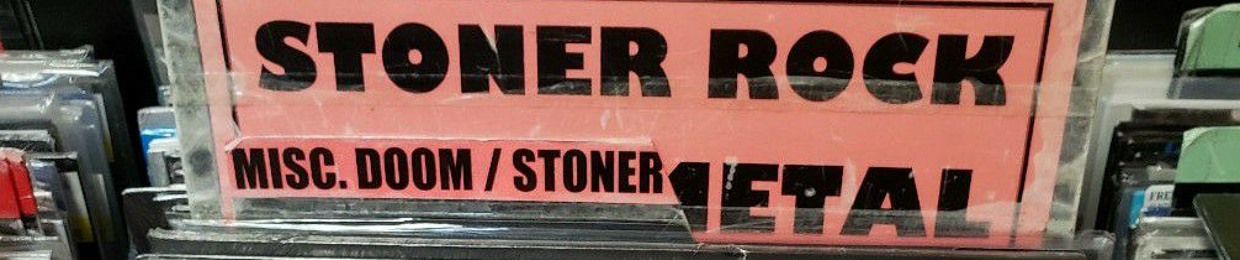 STONER ROCK
MISC. DOOM / STONER METAL